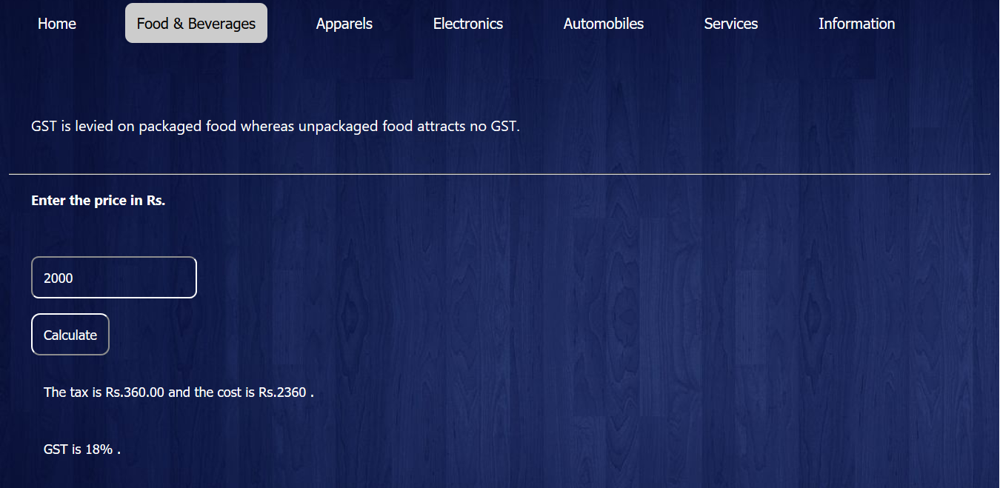 Home Food & Beverages Apparels Electronics Automobiles Services Information
GST is levied on packaged food whereas unpackaged food attracts no GST.
Enter the price in Rs.
2000
Calculate
The tax is Rs.360.00 and the cost is Rs.2360 .
GST is 18% .